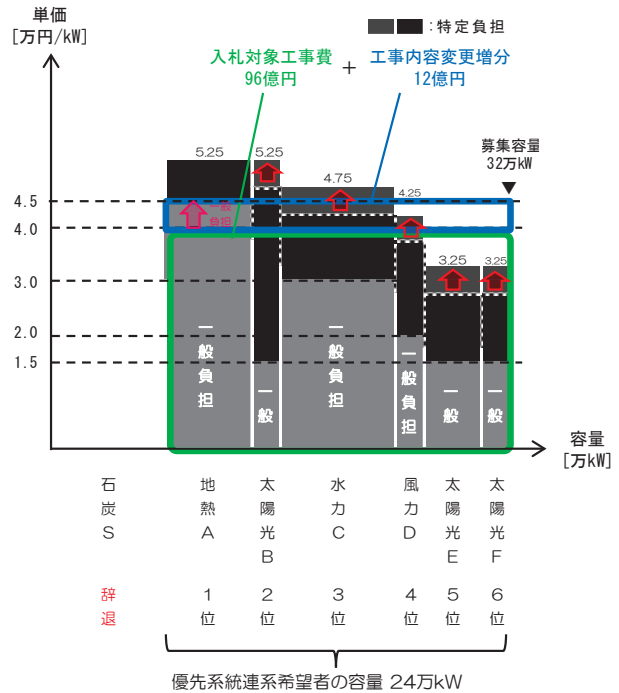 単価
[万円/kW]
:特定負担
入札対象工事費
96億円
+
工事内容変更増分
12億円
募集容量
32万kW
5.25
5.25
4.75
4.25
3.25
3.25
4.5
4.0
3.0
2.0
1.5
一般
負担
一般負担
一般
一般負担
一般負担
一般
一般
容量
[万kW]
石炭S
地熱A
太陽光B
水力C
風力D
太陽光E
太陽光F
辞退
1位
2位
3位
4位
5位
6位
優先系統連系希望者の容量 24万kW